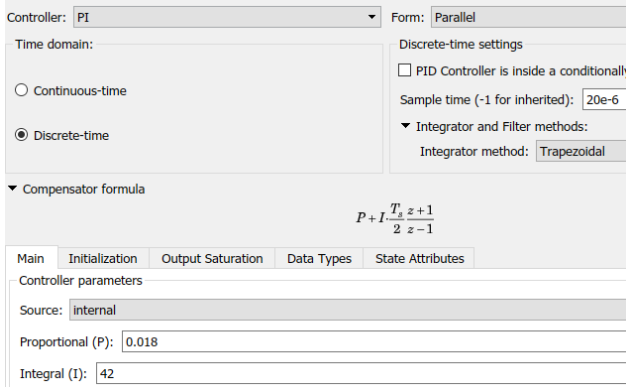 Controller: PI Form: Parallel
Time domain: Discrete-time settings
PID Controller is inside a conditionally
Continuous-time
Sample time (-1 for inherited): 20e-6
Integrator and Filter methods:
Discrete-time
Integrator method: Trapezoidal
Compensator formula
P + I · T_s/2 z+1/z−1
Main Initialization Output Saturation Data Types State Attributes
Controller parameters
Source: internal
Proportional (P): 0.018
Integral (I): 42